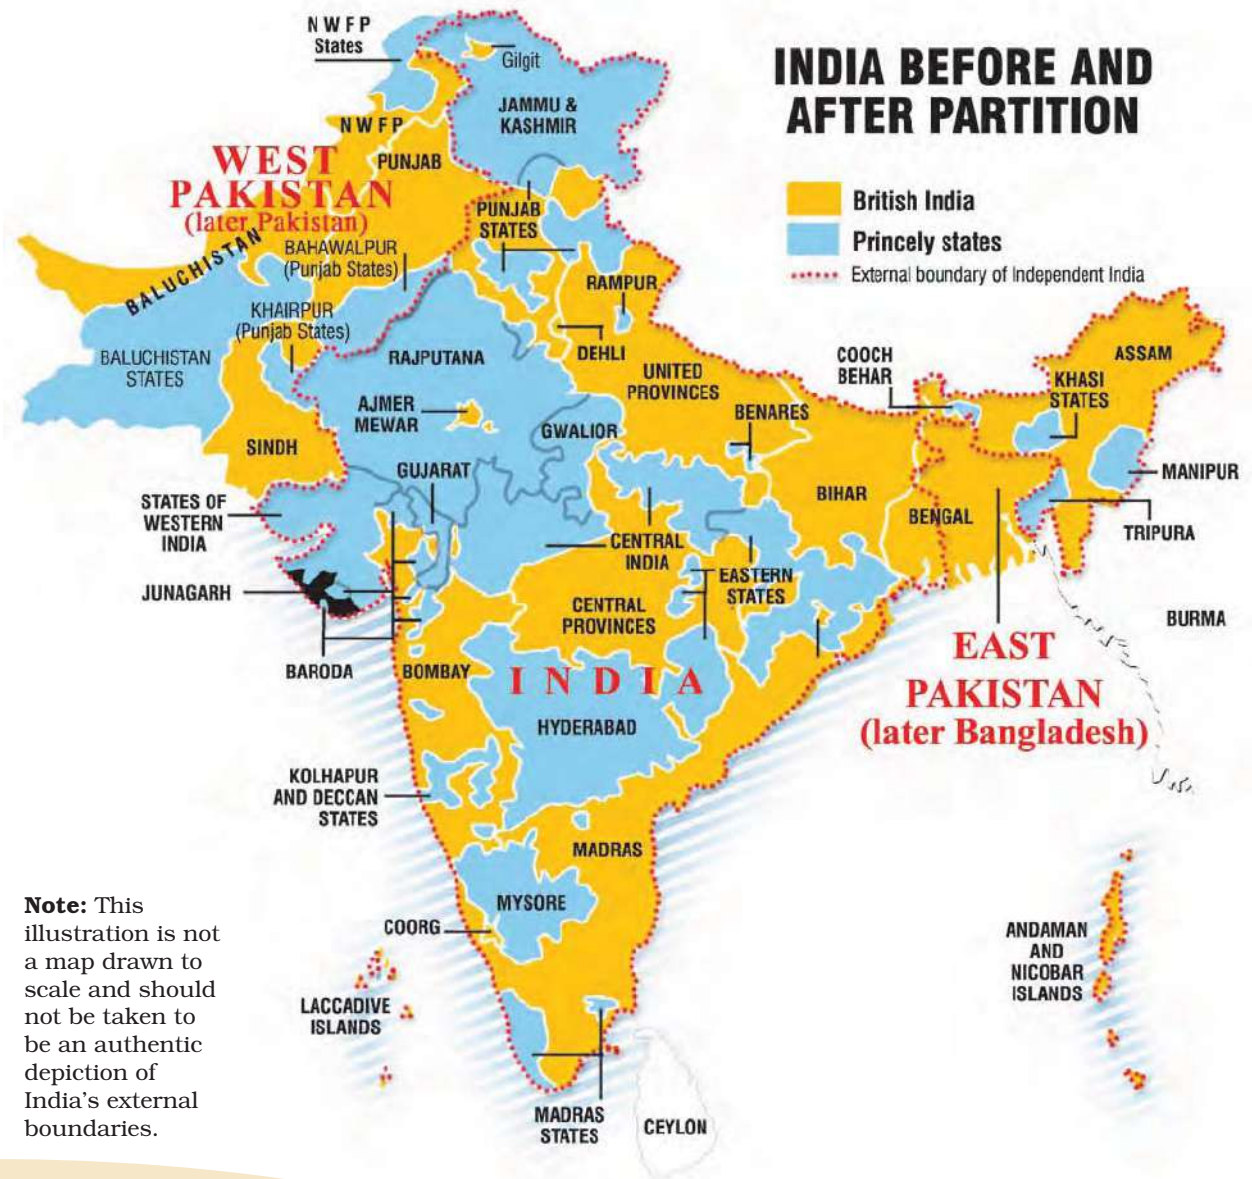 INDIA BEFORE AND
AFTER PARTITION
British India
Princely states
External boundary of Independent India
N W F P
States
Gilgit
JAMMU &
KASHMIR
N W F P
PUNJAB
WEST
PAKISTAN
(later Pakistan)
PUNJAB
STATES
BALUCHISTAN
BAHAWALPUR
(Punjab States)
RAMPUR
KHAIRPUR
(Punjab States)
BALUCHISTAN
STATES
RAJPUTANA
DEHLI
UNITED
PROVINCES
COOCH
BEHAR
ASSAM
KHASI
STATES
AJMER
MEWAR
BENARES
GWALIOR
SINDH
GUJARAT
MANIPUR
BIHAR
STATES OF
WESTERN
INDIA
BENGAL
TRIPURA
CENTRAL
INDIA
EASTERN
STATES
JUNAGARH
CENTRAL
PROVINCES
BURMA
EAST
PAKISTAN
(later Bangladesh)
BARODA
BOMBAY
I N D I A
HYDERABAD
KOLHAPUR
AND DECCAN
STATES
MADRAS
MYSORE
COORG
ANDAMAN
AND
NICOBAR
ISLANDS
LACCADIVE
ISLANDS
MADRAS
STATES
CEYLON
Note: This
illustration is not
a map drawn to
scale and should
not be taken to
be an authentic
depiction of
India’s external
boundaries.